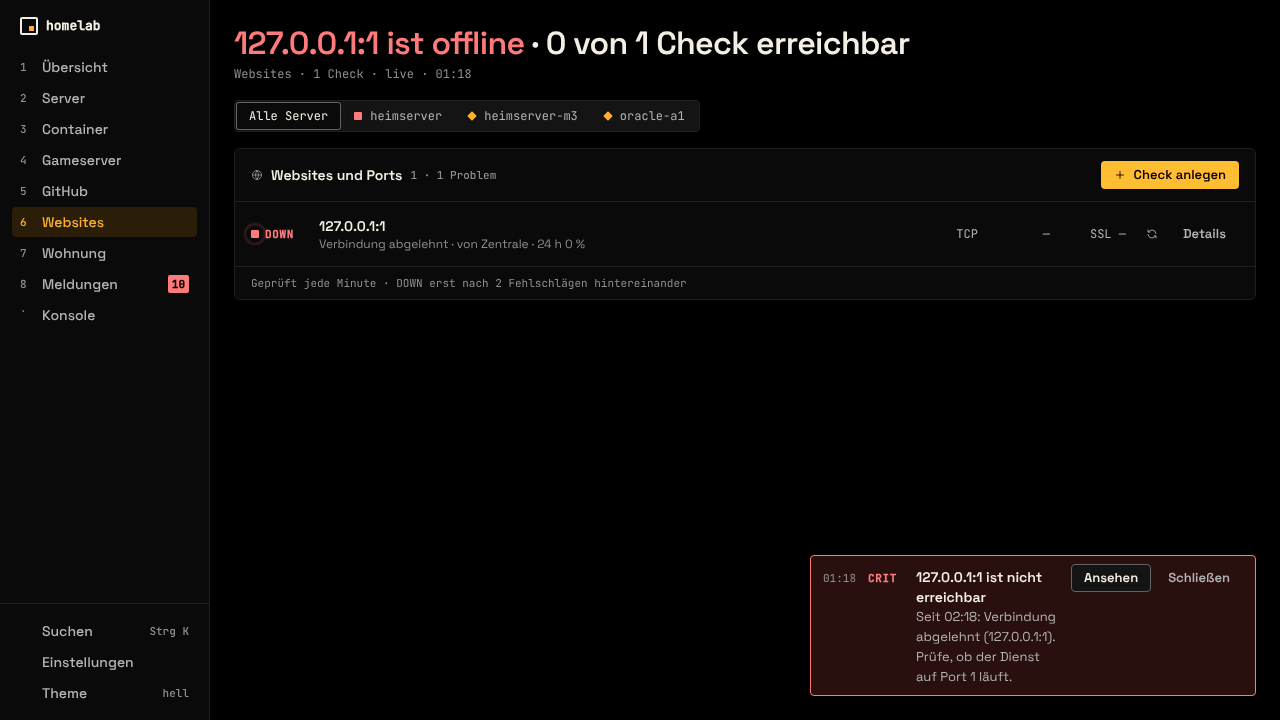 homelab
1 Übersicht
2 Server
3 Container
4 Gameserver
5 GitHub
6 Websites
7 Wohnung
8 Meldungen 10
` Konsole
Suchen Strg K
Einstellungen
Theme hell
127.0.0.1:1 ist offline · 0 von 1 Check erreichbar
Websites · 1 Check · live · 01:18
Alle Server heimserver heimserver-m3 oracle-a1
Websites und Ports 1 · 1 Problem + Check anlegen
DOWN 127.0.0.1:1 TCP — SSL — Details
Verbindung abgelehnt · von Zentrale · 24 h 0 %
Geprüft jede Minute · DOWN erst nach 2 Fehlschlägen hintereinander
01:18 CRIT 127.0.0.1:1 ist nicht Ansehen Schließen
erreichbar
Seit 02:18: Verbindung
abgelehnt (127.0.0.1:1).
Prüfe, ob der Dienst
auf Port 1 läuft.